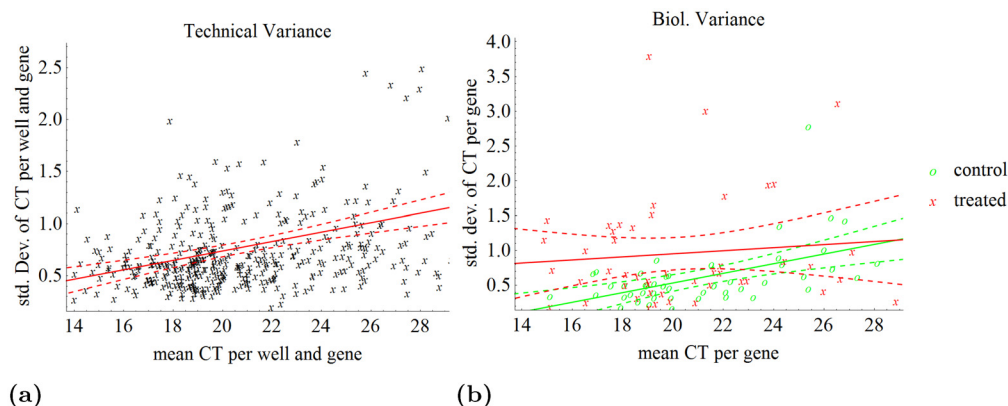 Technical Variance
std. Dev. of CT per well and gene
2.5
2.0
1.5
1.0
0.5
14 16 18 20 22 24 26 28
mean CT per well and gene
(a)
Biol. Variance
std. dev. of CT per gene
4.0
3.5
3.0
2.5
2.0
1.5
1.0
0.5
14 16 18 20 22 24 26 28
mean CT per gene
o control
x treated
(b)